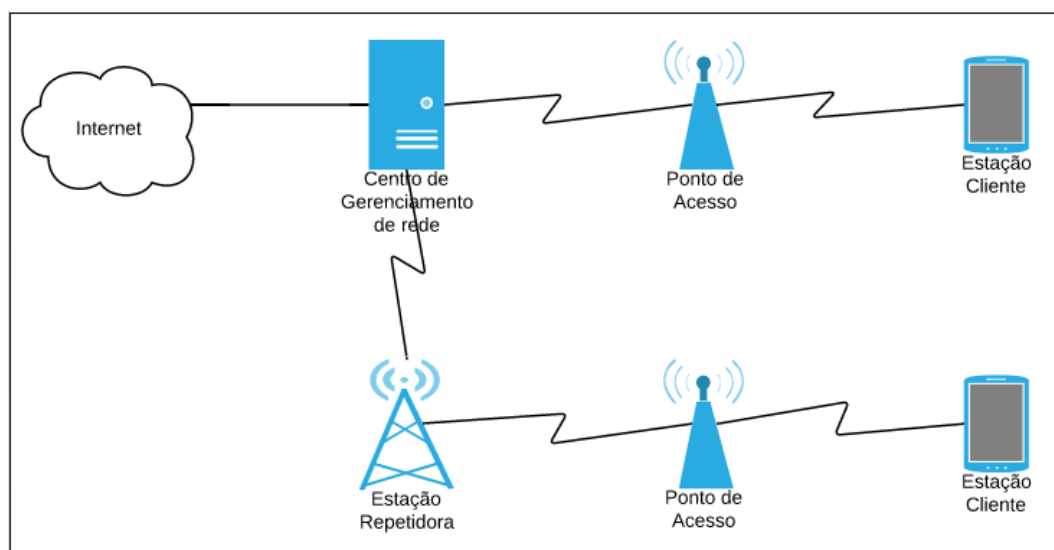 Internet
Centro de
Gerenciamento
de rede
Ponto de
Acesso
Estação
Cliente
Estação
Repetidora
Ponto de
Acesso
Estação
Cliente